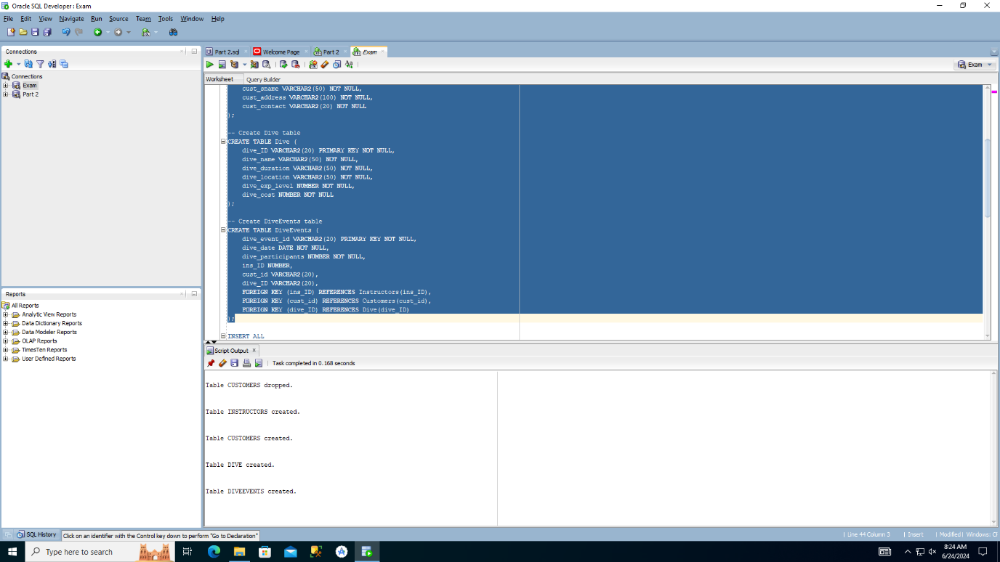 Oracle SQL Developer : Exam
File Edit View Navigate Run Source Team Tools Window Help
Connections
Part 2.sql
Welcome Page
Part 2
Exam
Exam
Worksheet
Query Builder
Connections
Exam
Part 2
cust_sname VARCHAR2(50) NOT NULL,
cust_address VARCHAR2(100) NOT NULL,
cust_contact VARCHAR2(20) NOT NULL
);
-- Create Dive table
CREATE TABLE Dive (
dive_ID VARCHAR2(20) PRIMARY KEY NOT NULL,
dive_name VARCHAR2(50) NOT NULL,
dive_duration VARCHAR2(50) NOT NULL,
dive_location VARCHAR2(50) NOT NULL,
dive_exp_level NUMBER NOT NULL,
dive_cost NUMBER NOT NULL
);
-- Create DiveEvents table
CREATE TABLE DiveEvents (
dive_event_id VARCHAR2(20) PRIMARY KEY NOT NULL,
dive_date DATE NOT NULL,
dive_participants NUMBER NOT NULL,
ins_ID NUMBER,
cust_id VARCHAR2(20),
dive_ID VARCHAR2(20),
FOREIGN KEY (ins_ID) REFERENCES Instructors(ins_ID),
FOREIGN KEY (cust_id) REFERENCES Customers(cust_id),
FOREIGN KEY (dive_ID) REFERENCES Dive(dive_ID)
);
INSERT ALL
Reports
All Reports
Analytic View Reports
Data Dictionary Reports
Data Modeler Reports
OLAP Reports
TimesTen Reports
User Defined Reports
Script Output x
Task completed in 0.168 seconds
Table CUSTOMERS dropped.
Table INSTRUCTORS created.
Table CUSTOMERS created.
Table DIVE created.
Table DIVEEVENTS created.
SQL History
Click on an identifier with the Control key down to perform "Go to Declaration"
Line 44 Column 3 | Insert | Modified | Windows: Cl
Type here to search
8:24 AM
6/24/2024